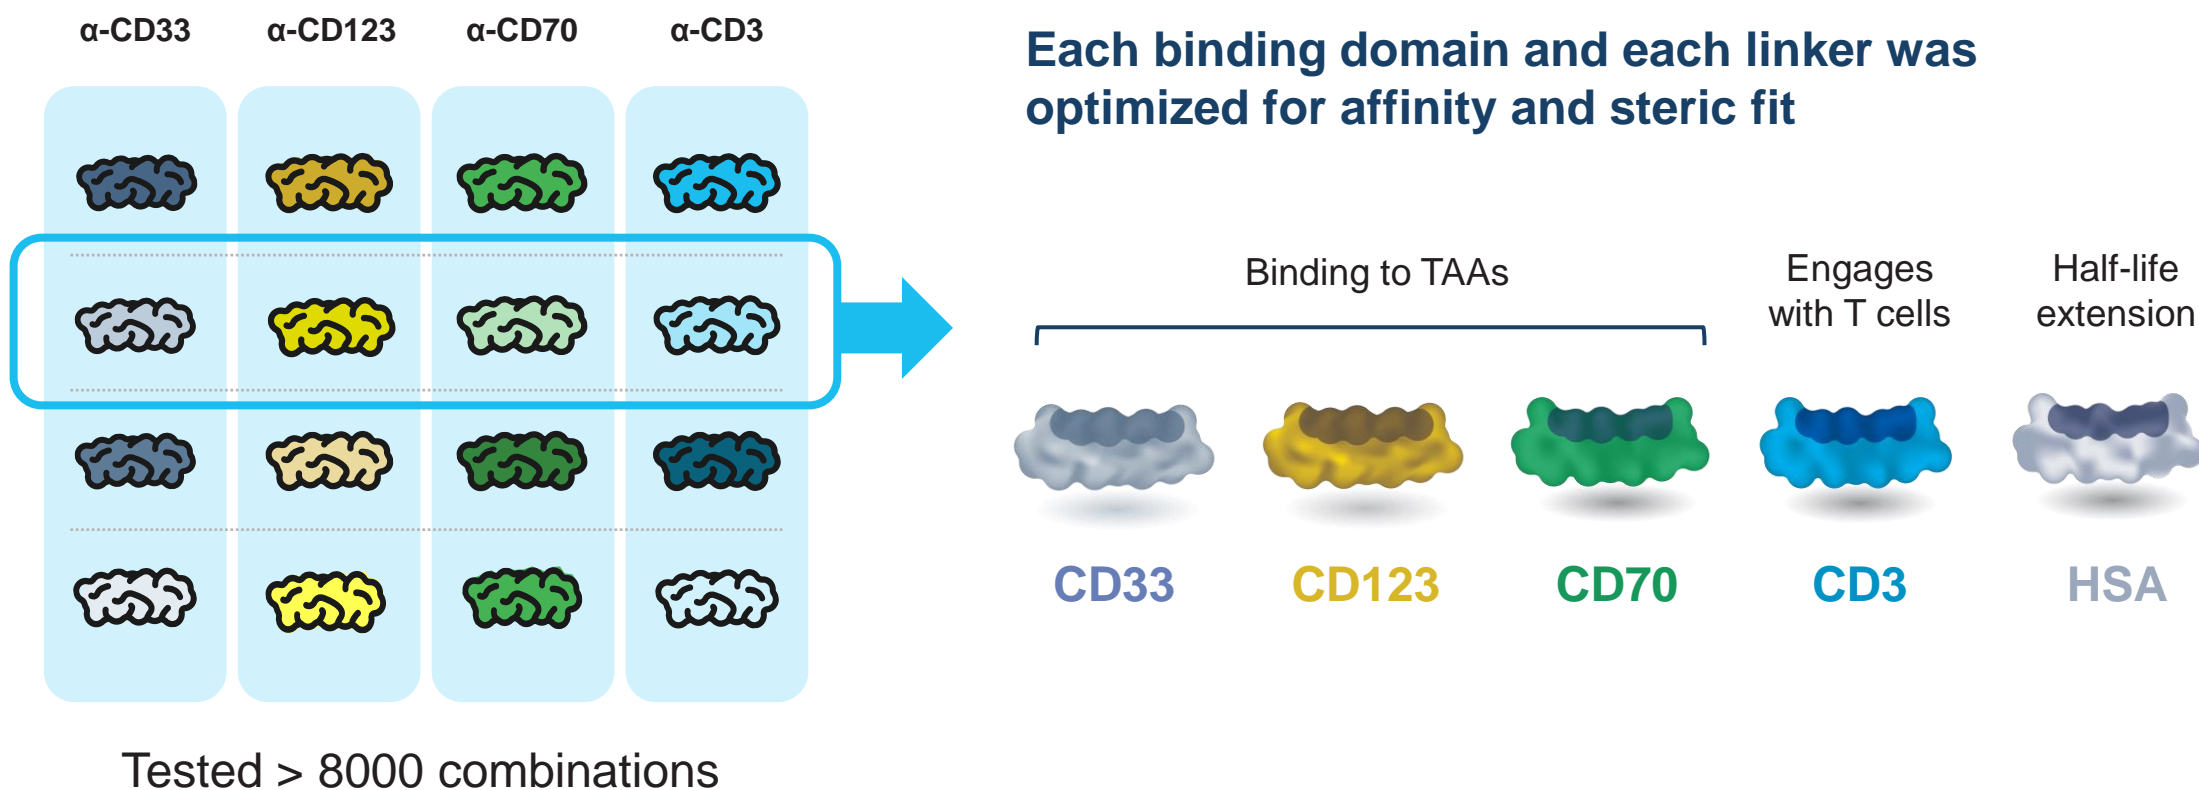 α-CD33 α-CD123 α-CD70 α-CD3
Each binding domain and each linker was
optimized for affinity and steric fit
Binding to TAAs
Engages
with T cells
Half-life
extension
CD33 CD123 CD70 CD3 HSA
Tested > 8000 combinations